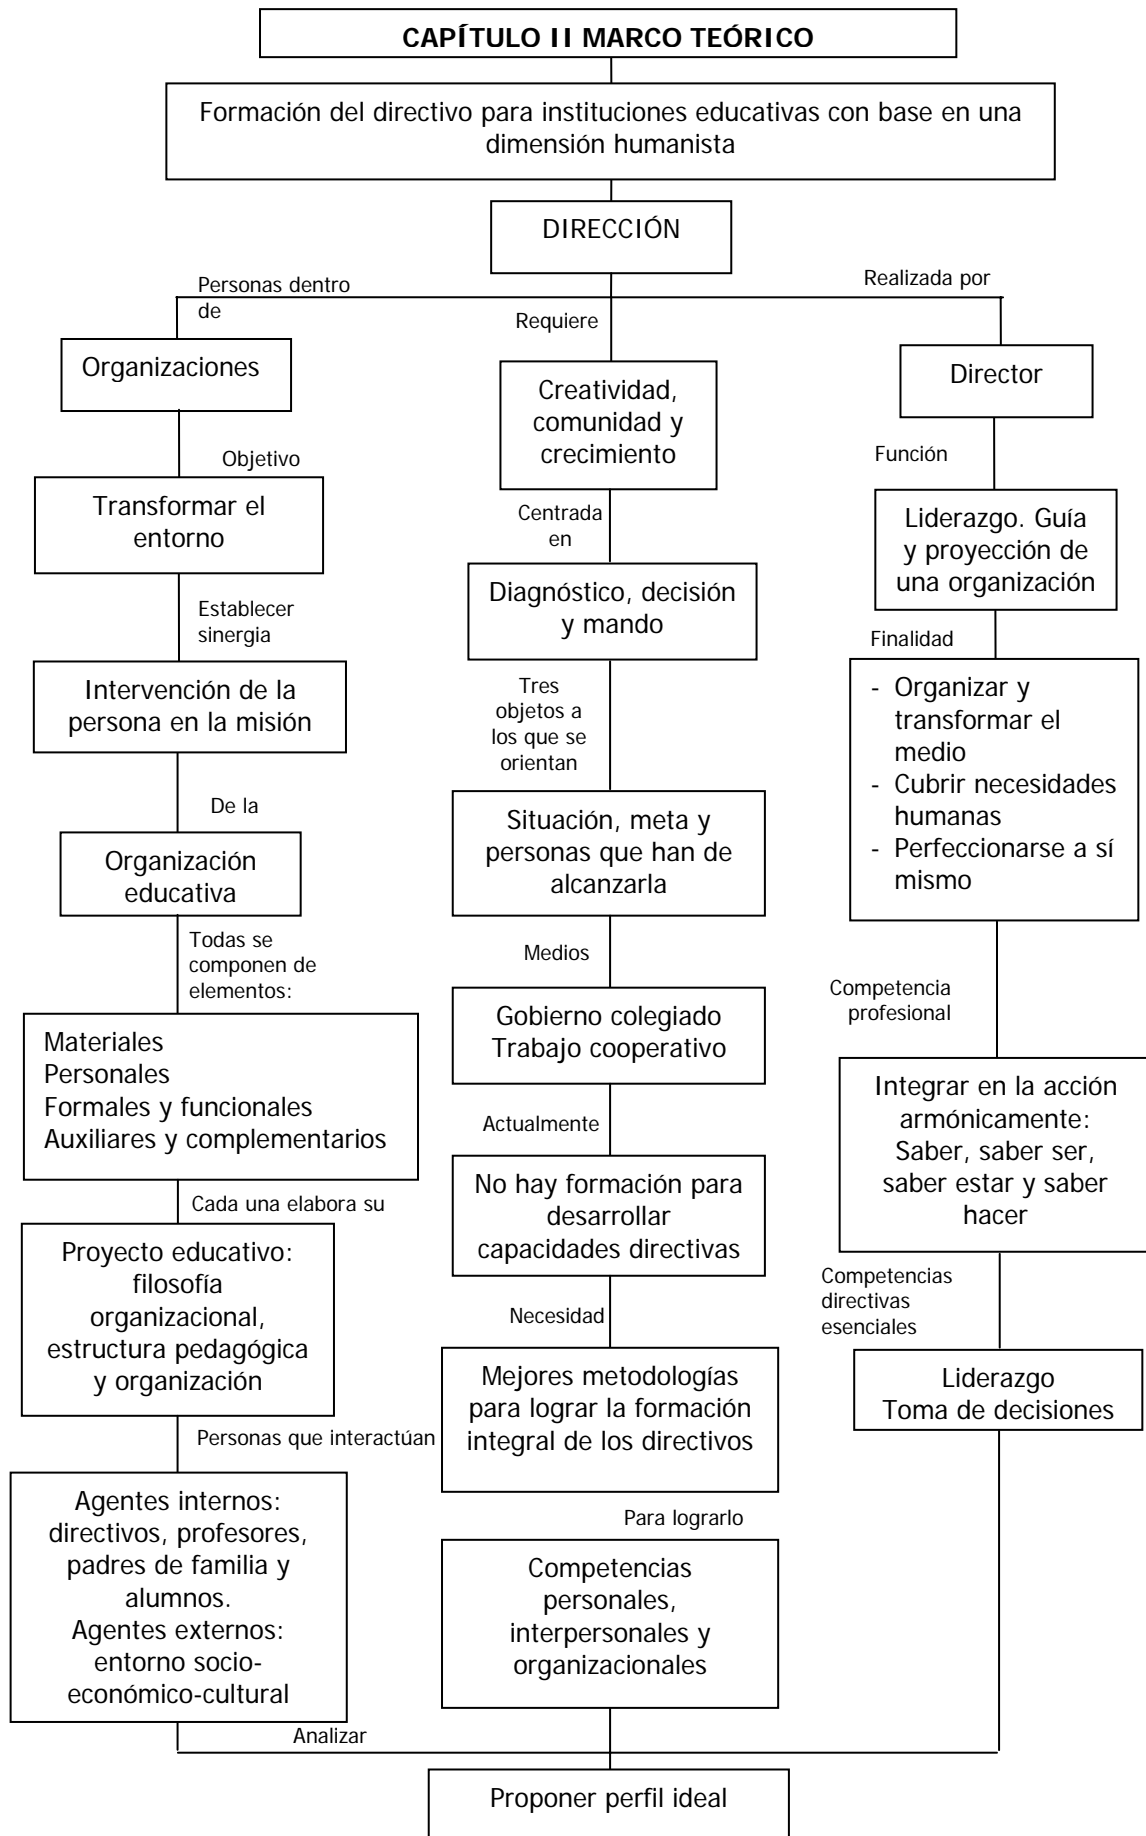 CAPÍTULO II MARCO TEÓRICO
Formación del directivo para instituciones educativas con base en una
dimensión humanista
DIRECCIÓN
Personas dentro
de
Organizaciones
Objetivo
Transformar el
entorno
Establecer
sinergia
Intervención de la
persona en la misión
De la
Organización
educativa
Todas se
componen de
elementos:
Materiales
Personales
Formales y funcionales
Auxiliares y complementarios
Cada una elabora su
Proyecto educativo:
filosofía
organizacional,
estructura pedagógica
y organización
Personas que interactúan
Agentes internos:
directivos, profesores,
padres de familia y
alumnos.
Agentes externos:
entorno socio-
económico-cultural
Requiere
Creatividad,
comunidad y
crecimiento
Centrada
en
Diagnóstico, decisión
y mando
Tres
objetos a
los que se
orientan
Situación, meta y
personas que han de
alcanzarla
Medios
Gobierno colegiado
Trabajo cooperativo
Actualmente
No hay formación para
desarrollar
capacidades directivas
Necesidad
Mejores metodologías
para lograr la formación
integral de los directivos
Para lograrlo
Competencias
personales,
interpersonales y
organizacionales
Realizada por
Director
Función
Liderazgo. Guía
y proyección de
una organización
Finalidad
- Organizar y
transformar el
medio
- Cubrir necesidades
humanas
- Perfeccionarse a sí
mismo
Competencia
profesional
Integrar en la acción
armónicamente:
Saber, saber ser,
saber estar y saber
hacer
Competencias
directivas
esenciales
Liderazgo
Toma de decisiones
Analizar
Proponer perfil ideal